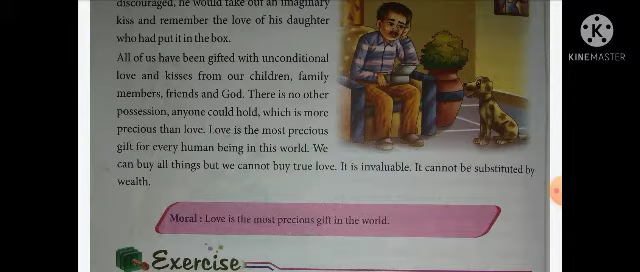 discouraged, he would take out an imaginary
kiss and remember the love of his daughter
who had put it in the box.
All of us have been gifted with unconditional
love and kisses from our children, family
members, friends and God. There is no other
possession, anyone could hold, which is more
precious than love. Love is the most precious
gift for every human being in this world. We
can buy all things but we cannot buy true love. It is invaluable. It cannot be substituted by
wealth.
Moral : Love is the most precious gift in the world.
Exercise
KINEMASTER